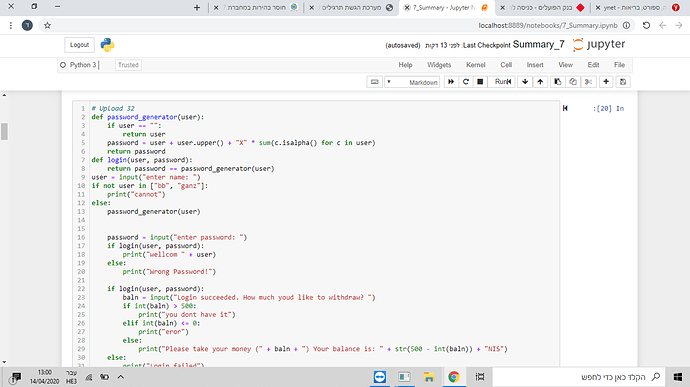 ynet - ספורט, בריאות,
בנק הפועלים - כניסה ל
7_Summary - Jupyter N
מערכת הגשת תרגילים
חוסר בהירות במחברת 7
localhost:8889/notebooks/7_Summary.ipynb
jupyter Summary_7 Last Checkpoint: לפני 13 דקות (autosaved)
Logout
File Edit View Insert Cell Kernel Widgets Help
Trusted
Python 3
Run
Markdown
In [20]:
1 # Upload 32
2 def password_generator(user):
3     if user == "":
4         return user
5     password = user + user.upper() + "X" * sum(c.isalpha() for c in user)
6     return password
7 def login(user, password):
8     return password == password_generator(user)
9 user = input("enter name: ")
10 if not user in ["bb", "ganz"]:
11     print("cannot")
12 else:
13     password_generator(user)
14
15
16     password = input("enter password: ")
17     if login(user, password):
18         print("wellcom " + user)
19     else:
20         print("Wrong Password!")
21
22     if login(user, password):
23         baln = input("Login succeeded. How much youd like to withdraw? ")
24         if int(baln) > 500:
25             print("you dont have it")
26         elif int(baln) <= 0:
27             print("eror")
28         else:
29             print("Please take your money (" + baln + ") Your balance is: " + str(500 - int(baln)) + "NIS")
30     else:
31         print("Login failed")
הקלד כאן כדי לחפש
עבר
HE
13:00
14/04/2020